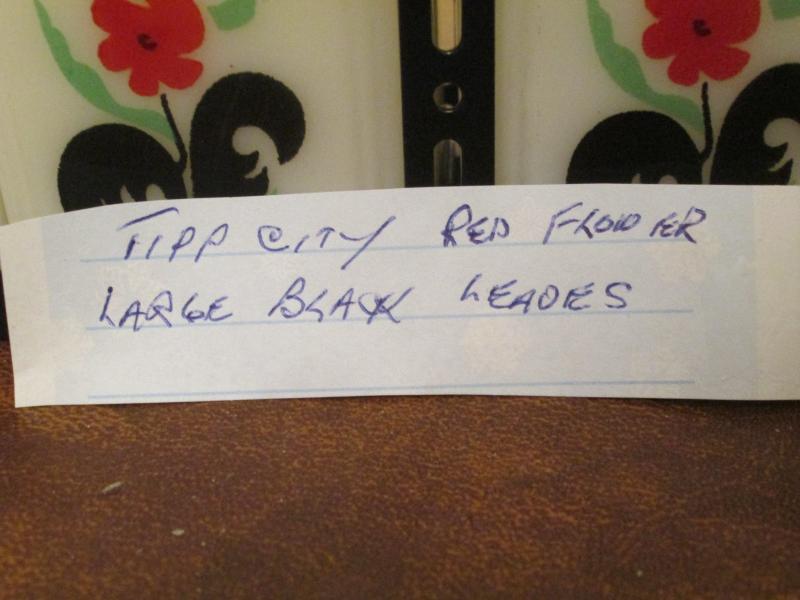 TIPP CITY RED FLOWER
LARGE BLACK LEAVES